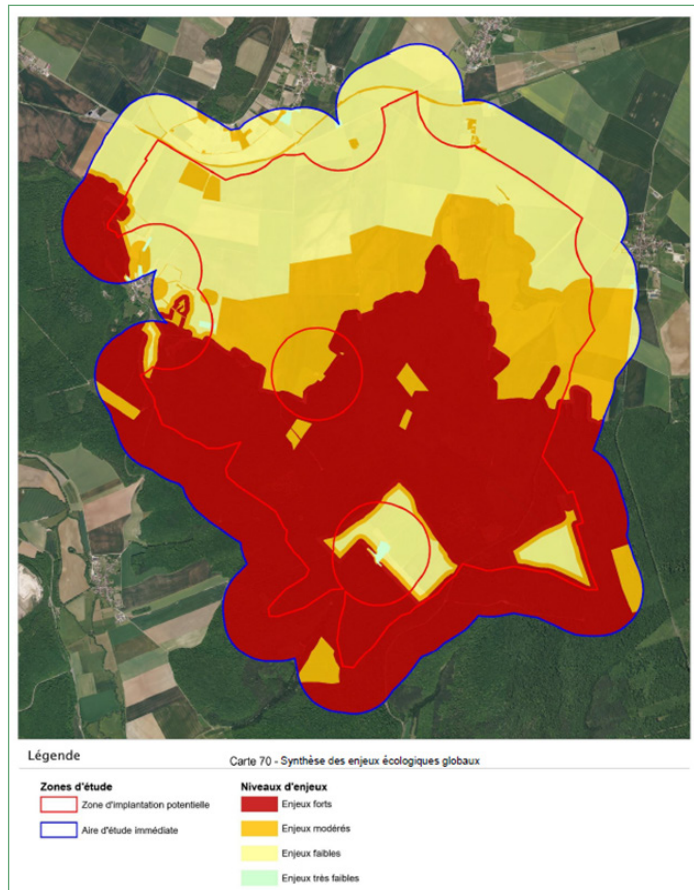 Légende
Carte 70 - Synthèse des enjeux écologiques globaux
Zones d'étude
Zone d'implantation potentielle
Aire d'étude immédiate
Niveaux d'enjeux
Enjeux forts
Enjeux modérés
Enjeux faibles
Enjeux très faibles